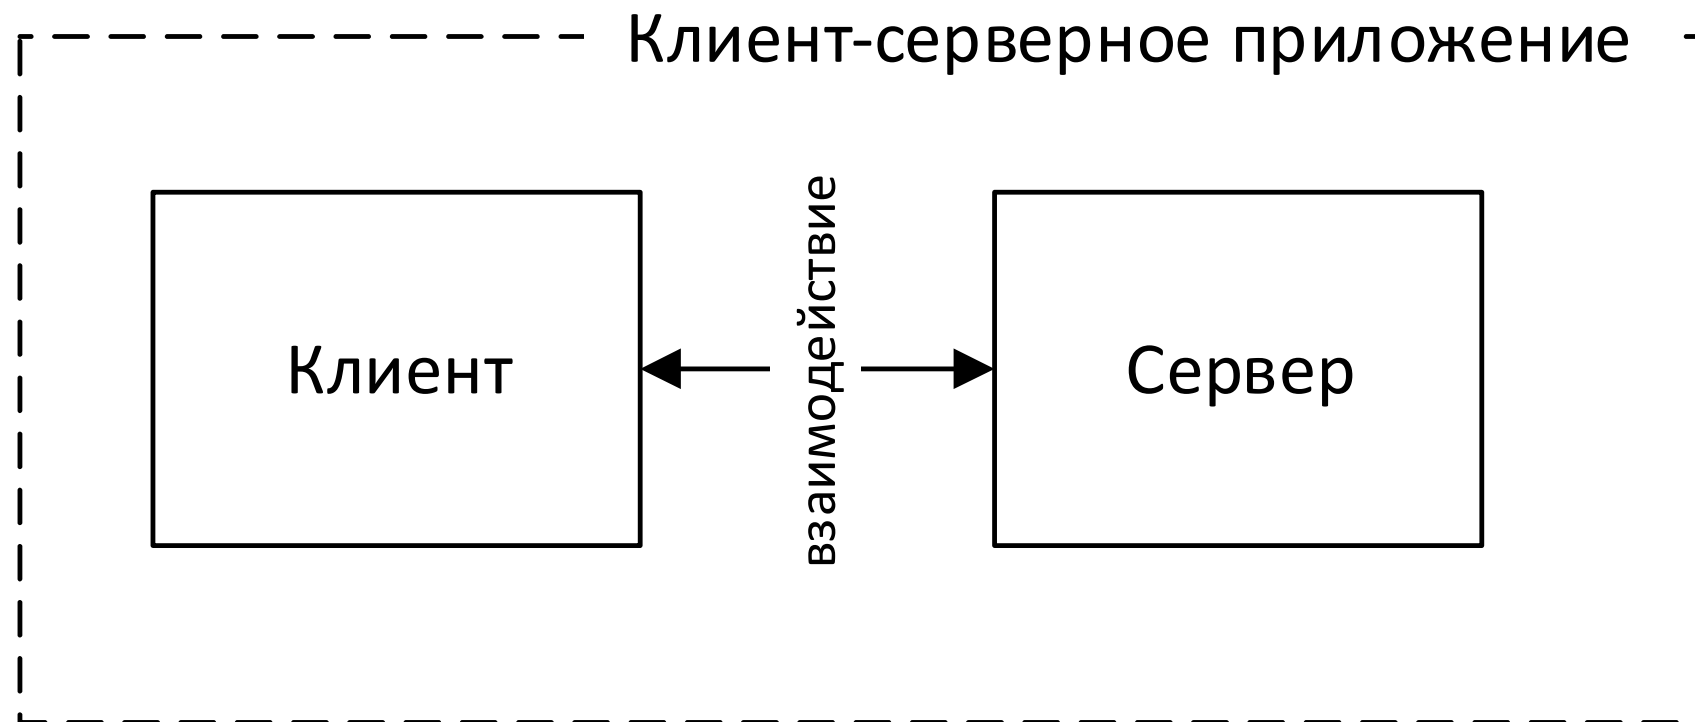 Клиент-серверное приложение
Клиент
взаимодействие
Сервер